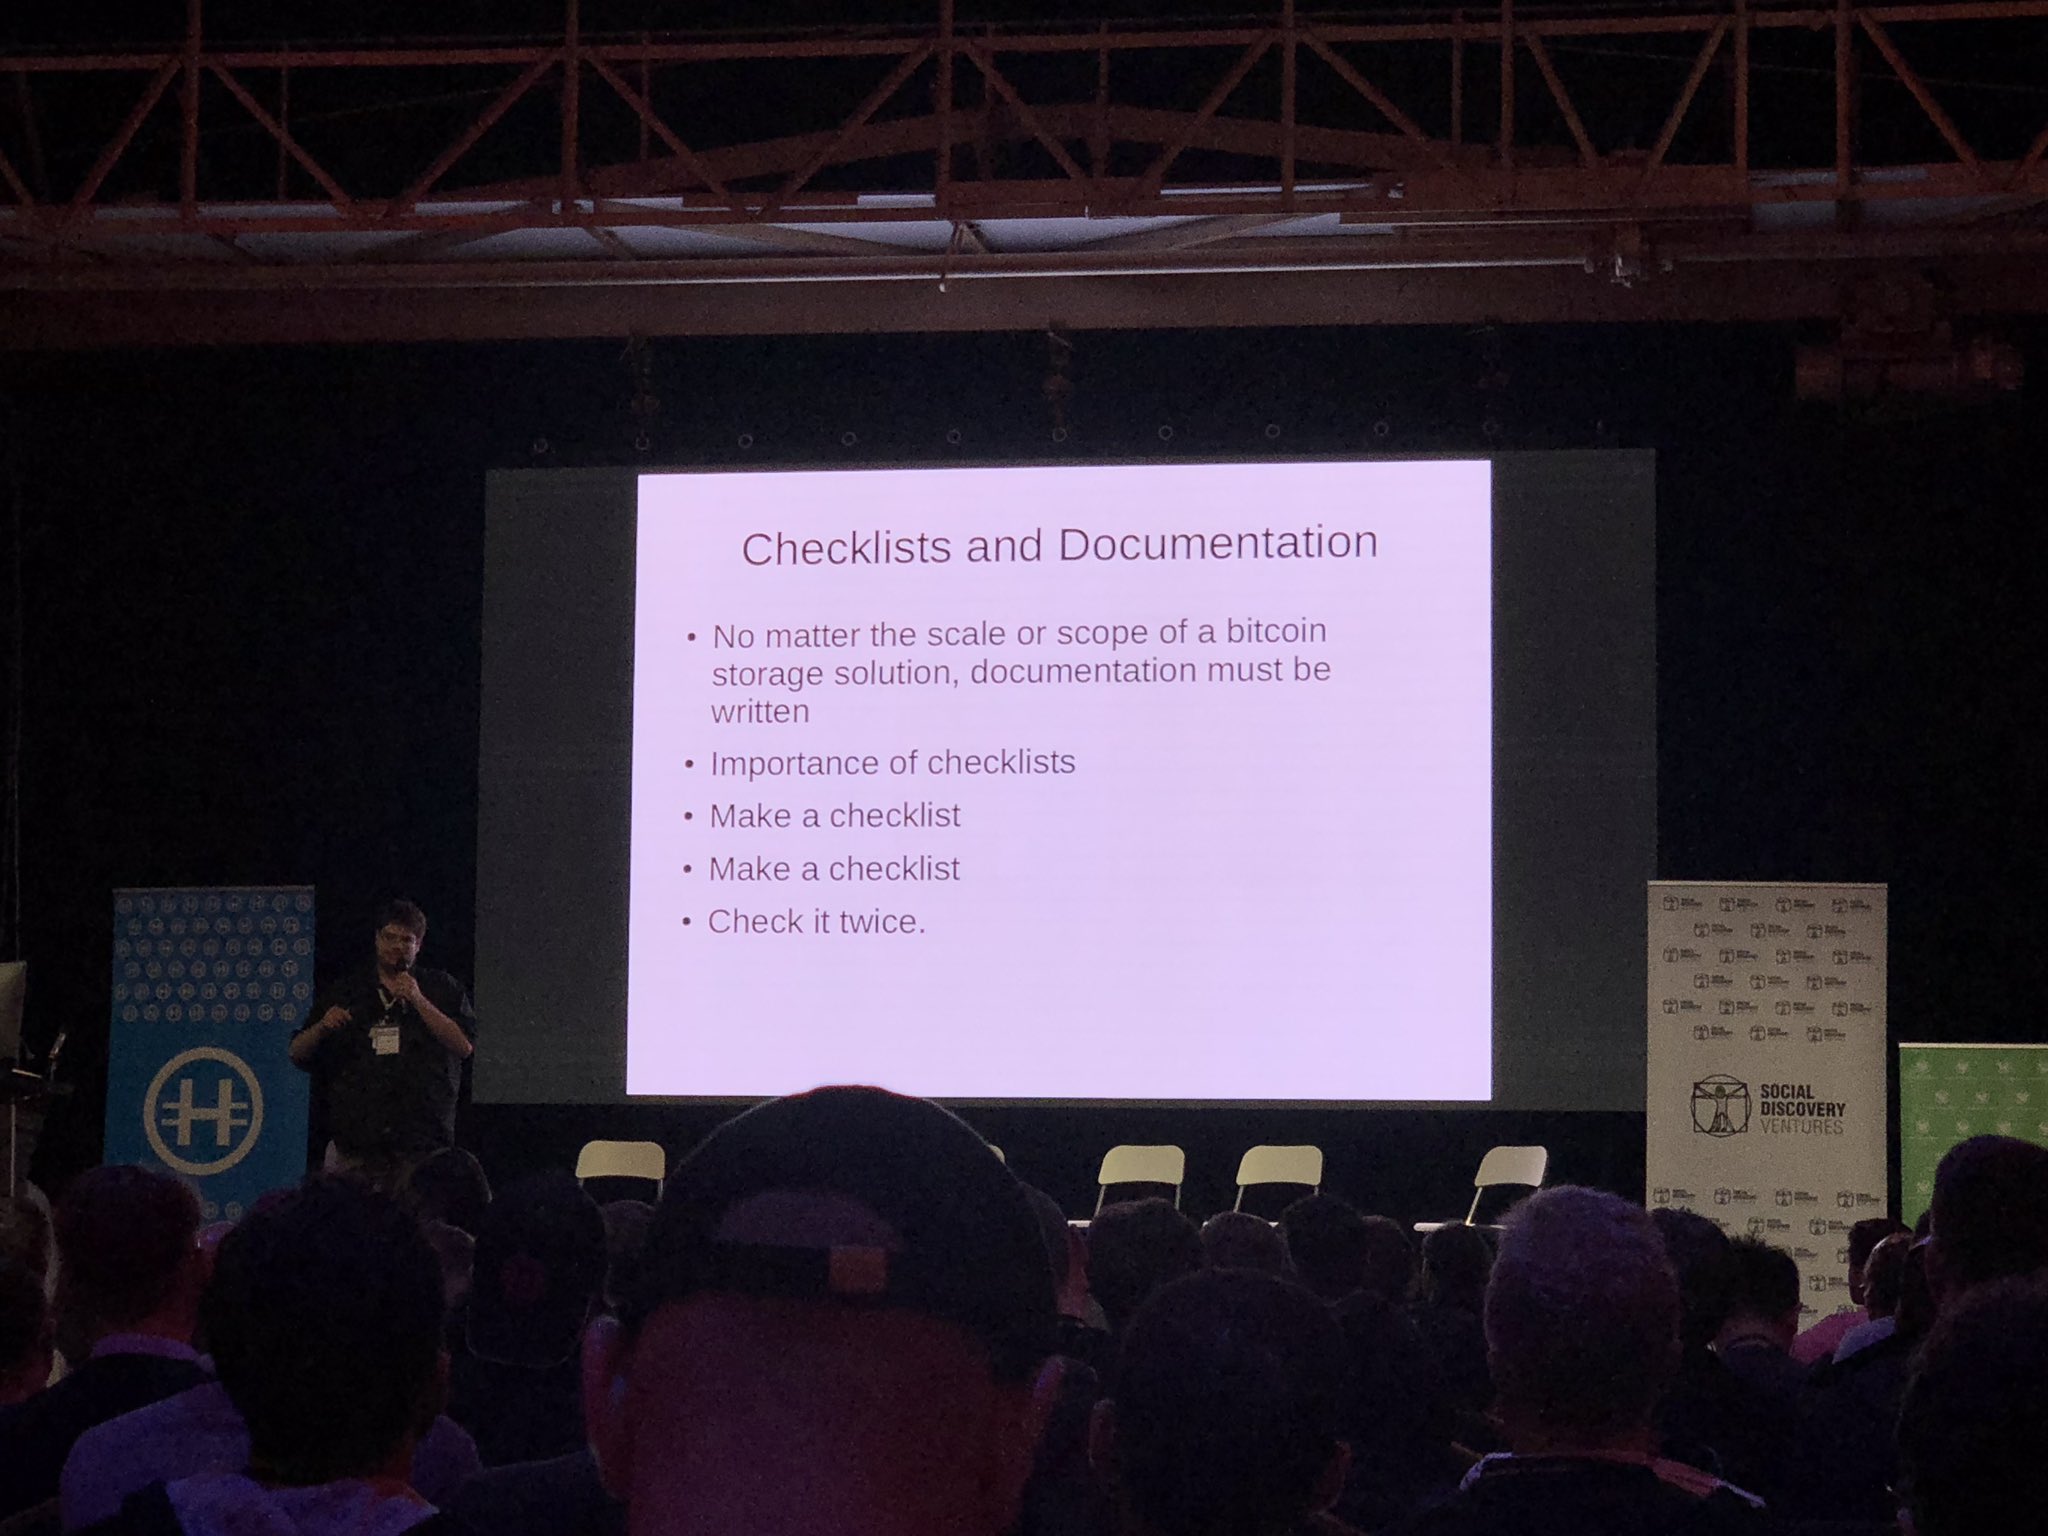 Checklists and Documentation
• No matter the scale or scope of a bitcoin
storage solution, documentation must be
written
• Importance of checklists
• Make a checklist
• Make a checklist
• Check it twice.
SOCIAL
DISCOVERY
VENTURES